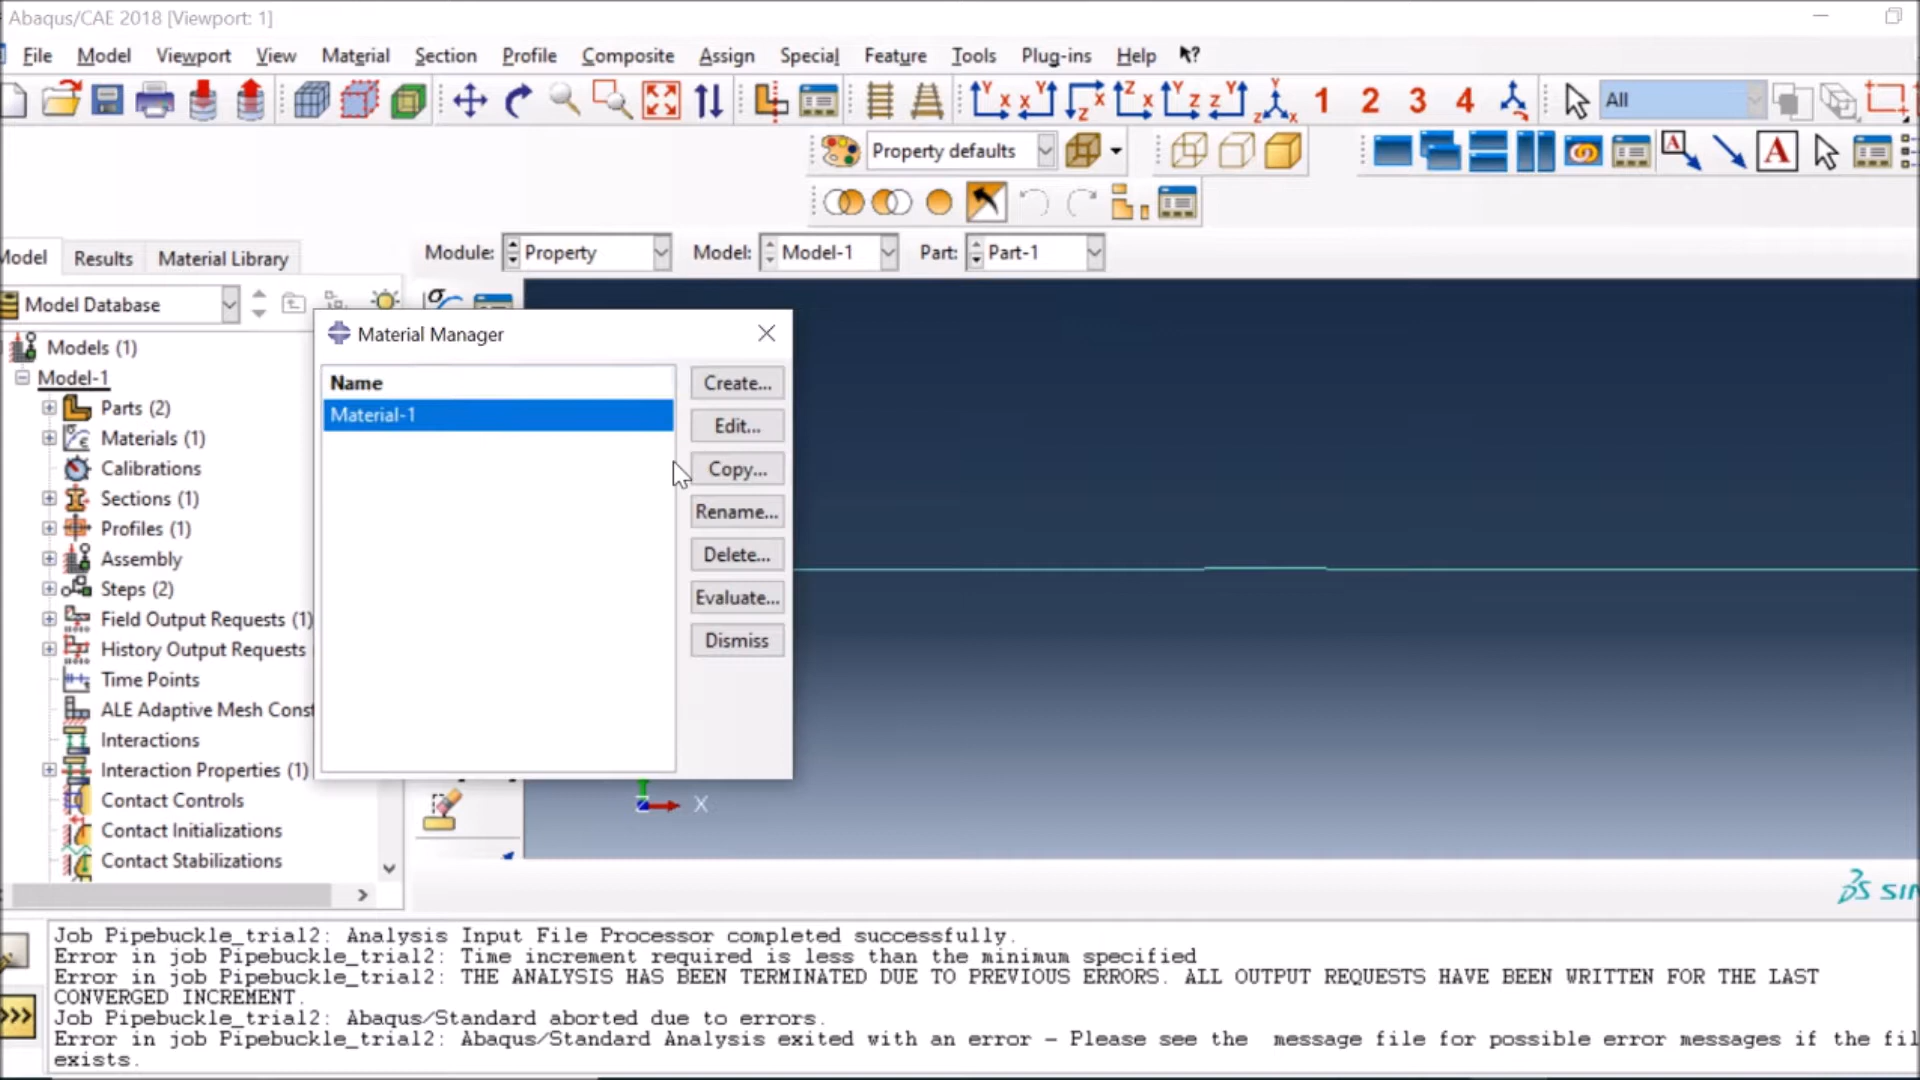 Abaqus/CAE 2018 [Viewport: 1]
File Model Viewport View Material Section Profile Composite Assign Special Feature Tools Plug-ins Help
1 2 3 4 All
Property defaults
Model Results Material Library
Module: Property Model: Model-1 Part: Part-1
Model Database
Material Manager
Name
Material-1
Create...
Edit...
Copy...
Rename...
Delete...
Evaluate...
Dismiss
Models (1)
Model-1
Parts (2)
Materials (1)
Calibrations
Sections (1)
Profiles (1)
Assembly
Steps (2)
Field Output Requests (1)
History Output Requests
Time Points
ALE Adaptive Mesh Const
Interactions
Interaction Properties (1)
Contact Controls
Contact Initializations
Contact Stabilizations
X
Job Pipebuckle_trial2: Analysis Input File Processor completed successfully.
Error in job Pipebuckle_trial2: Time increment required is less than the minimum specified
Error in job Pipebuckle_trial2: THE ANALYSIS HAS BEEN TERMINATED DUE TO PREVIOUS ERRORS. ALL OUTPUT REQUESTS HAVE BEEN WRITTEN FOR THE LAST
CONVERGED INCREMENT.
Job Pipebuckle_trial2: Abaqus/Standard aborted due to errors.
Error in job Pipebuckle_trial2: Abaqus/Standard Analysis exited with an error - Please see the message file for possible error messages if the fil
exists.